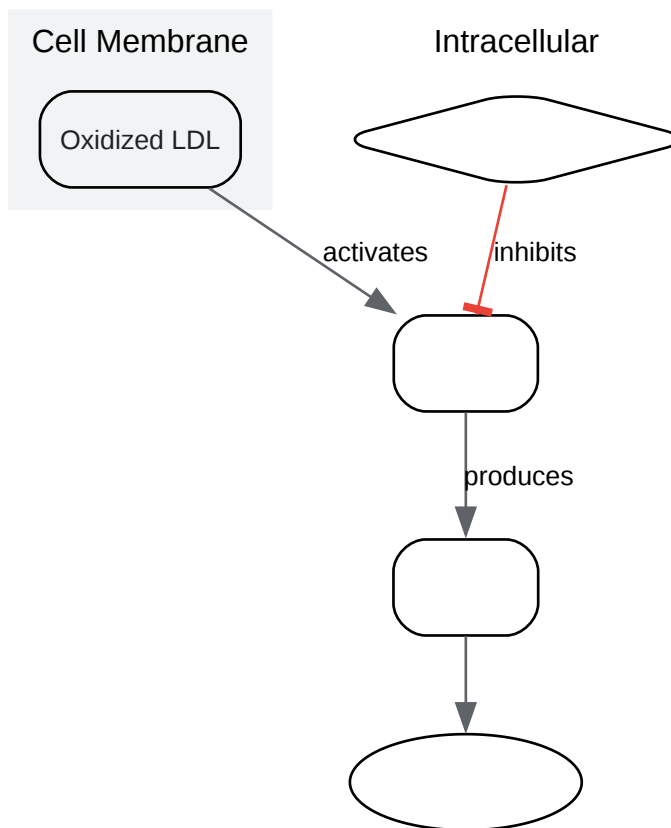 Cell Membrane
Intracellular
Oxidized LDL
activates
inhibits
produces